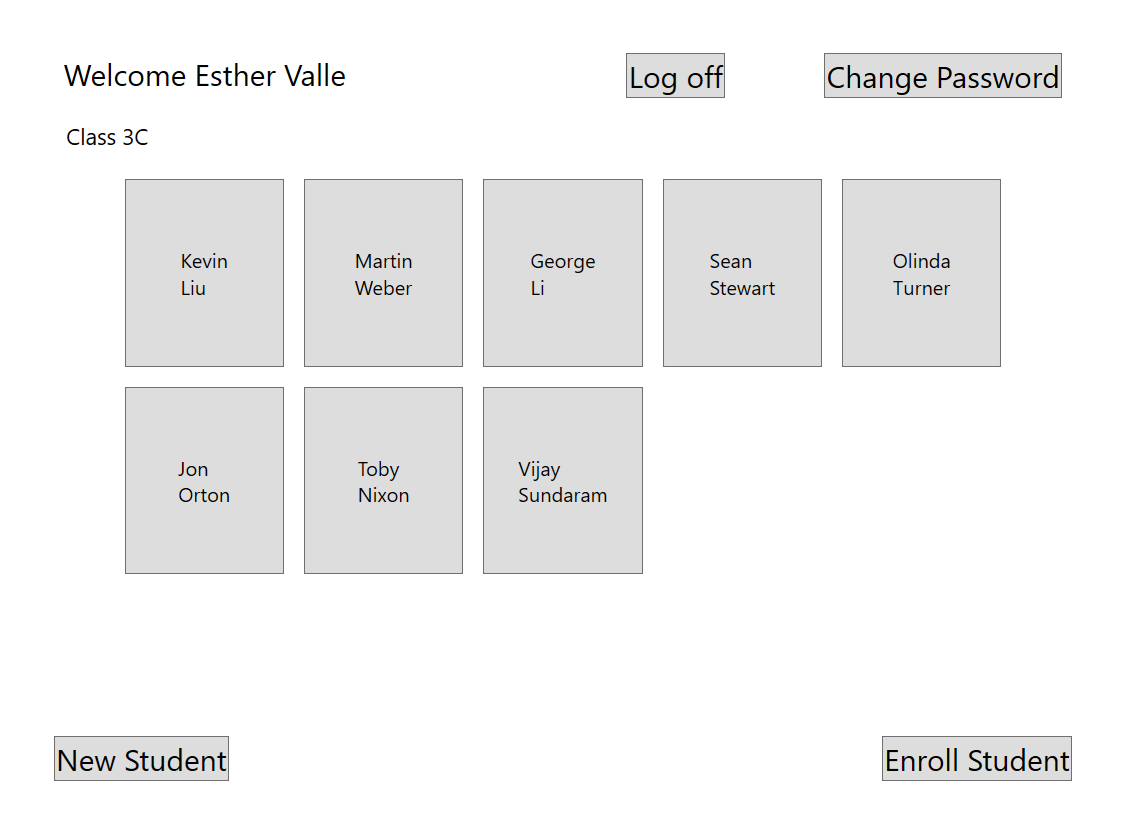 Welcome Esther Valle
Log off
Change Password
Class 3C
Kevin
Liu
Martin
Weber
George
Li
Sean
Stewart
Olinda
Turner
Jon
Orton
Toby
Nixon
Vijay
Sundaram
New Student
Enroll Student